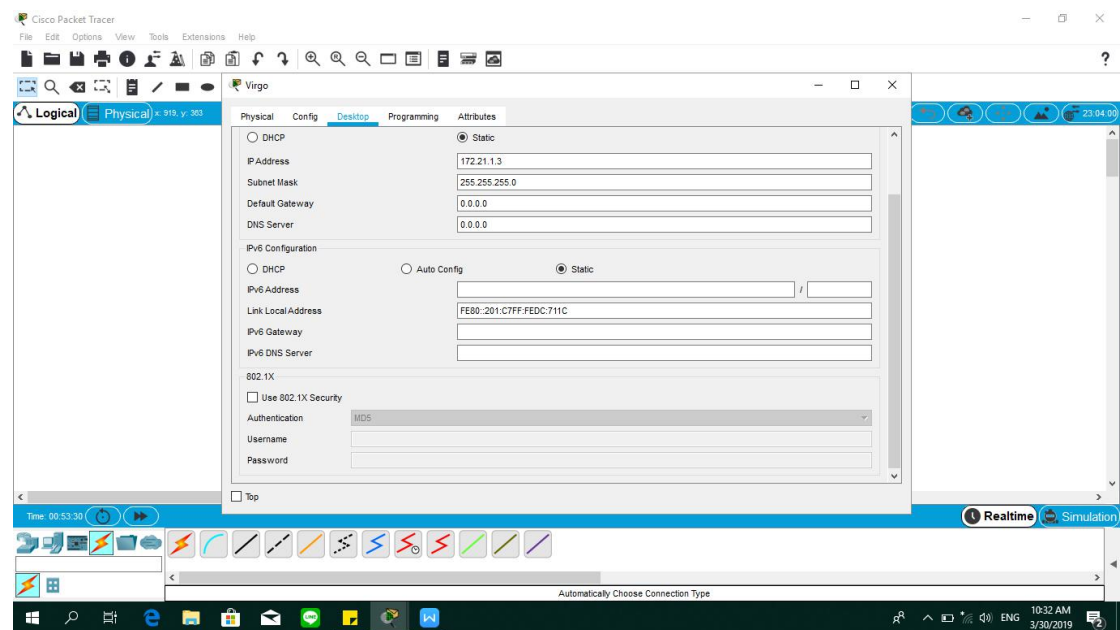 Cisco Packet Tracer
File Edit Options View Tools Extensions Help
?
Virgo
Logical Physical x: 919, y: 363 23:04:00
Physical Config Desktop Programming Attributes
DHCP Static
IP Address 172.21.1.3
Subnet Mask 255.255.255.0
Default Gateway 0.0.0.0
DNS Server 0.0.0.0
IPv6 Configuration
DHCP Auto Config Static
IPv6 Address /
Link Local Address FE80::201:C7FF:FEDC:711C
IPv6 Gateway
IPv6 DNS Server
802.1X
Use 802.1X Security
Authentication MD5
Username
Password
Top
Time: 00:53:30 Realtime Simulation
Automatically Choose Connection Type
ENG 10:32 AM
3/30/2019